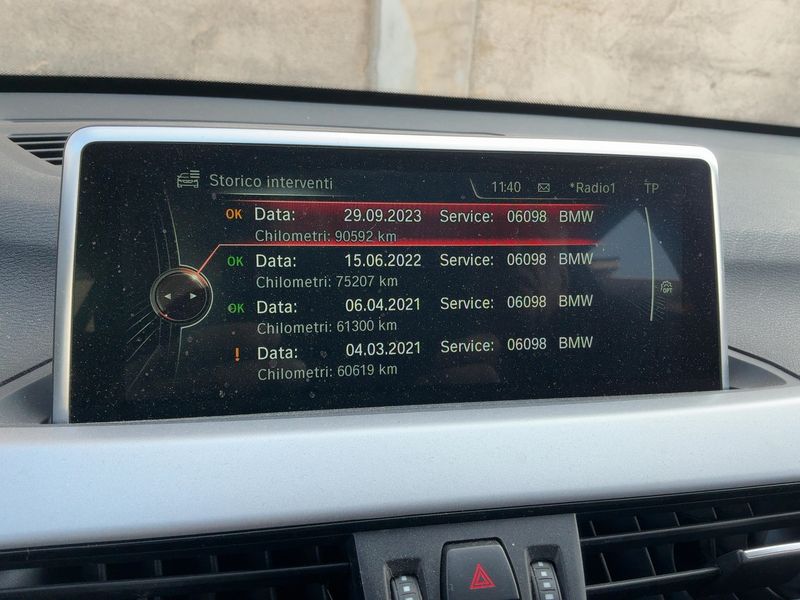 Storico interventi 11:40 *Radio1 TP
OK Data: 29.09.2023 Service: 06098 BMW
Chilometri: 90592 km
OK Data: 15.06.2022 Service: 06098 BMW
Chilometri: 75207 km
OK Data: 06.04.2021 Service: 06098 BMW
Chilometri: 61300 km
! Data: 04.03.2021 Service: 06098 BMW
Chilometri: 60619 km
OPT